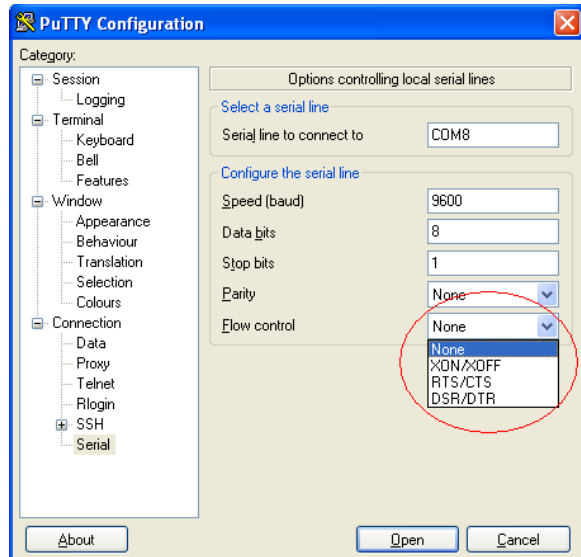 PuTTY Configuration
Category:
Session
Logging
Terminal
Keyboard
Bell
Features
Window
Appearance
Behaviour
Translation
Selection
Colours
Connection
Data
Proxy
Telnet
Rlogin
SSH
Serial
Options controlling local serial lines
Select a serial line
Serial line to connect to COM8
Configure the serial line
Speed (baud) 9600
Data bits 8
Stop bits 1
Parity None
Flow control None
None
XON/XOFF
RTS/CTS
DSR/DTR
About Open Cancel